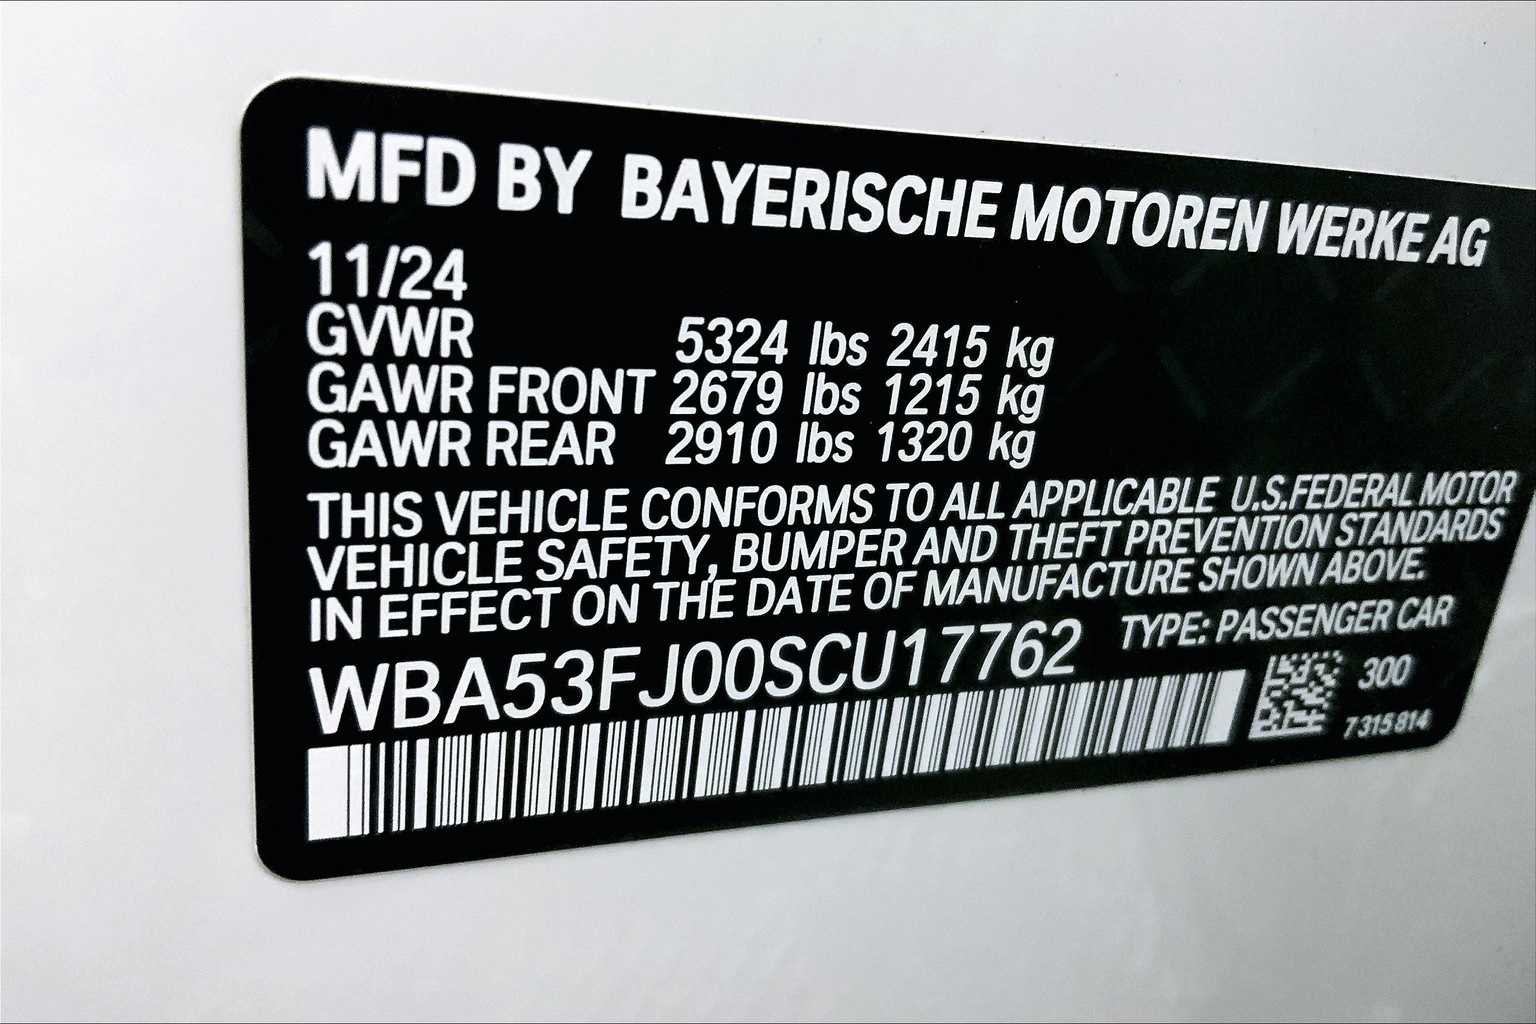 MFD BY BAYERISCHE MOTOREN WERKE AG
11/24
GVWR 5324 lbs 2415 kg
GAWR FRONT 2679 lbs 1215 kg
GAWR REAR 2910 lbs 1320 kg
THIS VEHICLE CONFORMS TO ALL APPLICABLE U.S.FEDERAL MOTOR
VEHICLE SAFETY, BUMPER AND THEFT PREVENTION STANDARDS
IN EFFECT ON THE DATE OF MANUFACTURE SHOWN ABOVE.
WBA53FJ00SCU17762 TYPE: PASSENGER CAR
300
7 315 814